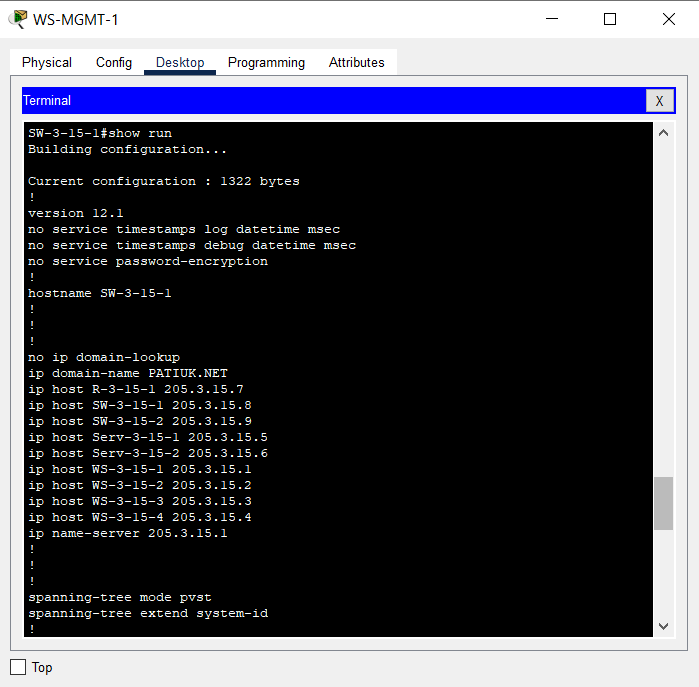 WS-MGMT-1
Physical Config Desktop Programming Attributes
Terminal X
SW-3-15-1#show run
Building configuration...
Current configuration : 1322 bytes
!
version 12.1
no service timestamps log datetime msec
no service timestamps debug datetime msec
no service password-encryption
!
hostname SW-3-15-1
!
!
!
no ip domain-lookup
ip domain-name PATIUK.NET
ip host R-3-15-1 205.3.15.7
ip host SW-3-15-1 205.3.15.8
ip host SW-3-15-2 205.3.15.9
ip host Serv-3-15-1 205.3.15.5
ip host Serv-3-15-2 205.3.15.6
ip host WS-3-15-1 205.3.15.1
ip host WS-3-15-2 205.3.15.2
ip host WS-3-15-3 205.3.15.3
ip host WS-3-15-4 205.3.15.4
ip name-server 205.3.15.1
!
!
!
spanning-tree mode pvst
spanning-tree extend system-id
!
Top